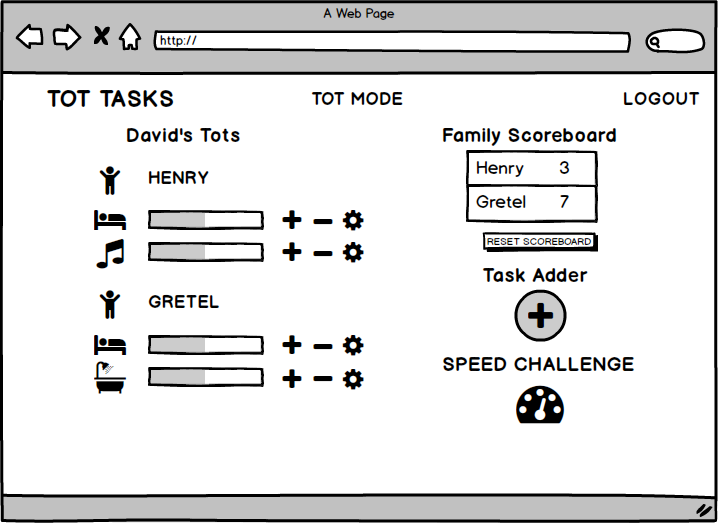 A Web Page
http://
TOT TASKS
TOT MODE
LOGOUT
David's Tots
HENRY
GRETEL
Family Scoreboard
Henry 3
Gretel 7
RESET SCOREBOARD
Task Adder
SPEED CHALLENGE